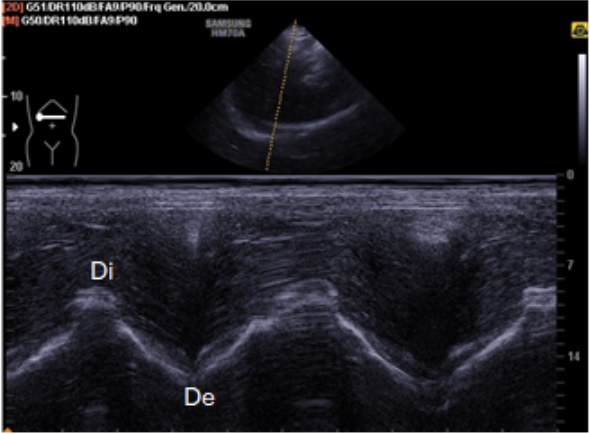 [2D] G51/DR110dB/FA9/P90/Frq Gen./20.0cm
[M] G50/DR110dB/FA9/P90
SAMSUNG
HM70A
10
20
0
7
Di
14
De